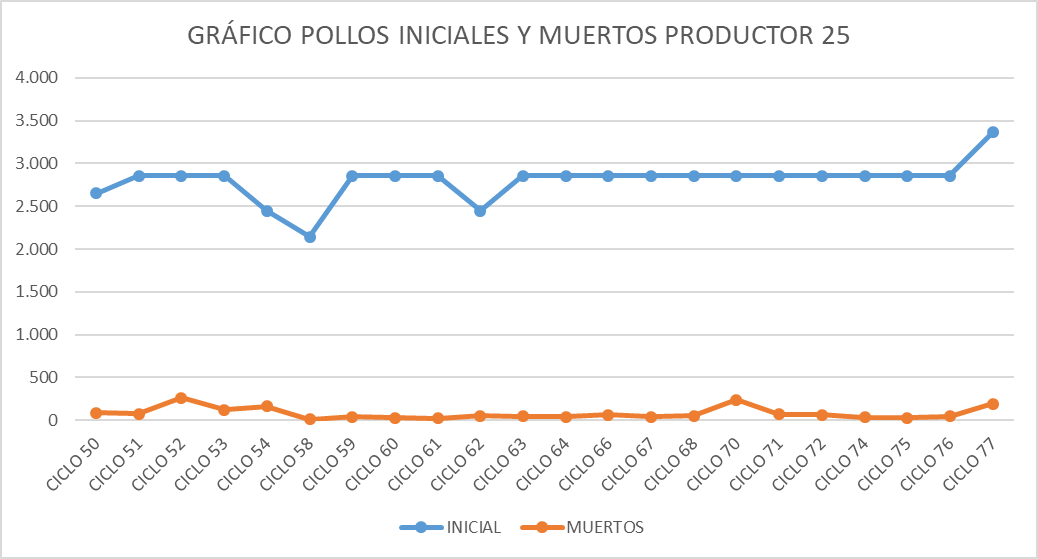 GRÁFICO POLLOS INICIALES Y MUERTOS PRODUCTOR 25
4.000
3.500
3.000
2.500
2.000
1.500
1.000
500
0
CICLO 50
CICLO 51
CICLO 52
CICLO 53
CICLO 54
CICLO 58
CICLO 59
CICLO 60
CICLO 61
CICLO 62
CICLO 63
CICLO 64
CICLO 66
CICLO 67
CICLO 68
CICLO 70
CICLO 71
CICLO 72
CICLO 74
CICLO 75
CICLO 76
CICLO 77
INICIAL
MUERTOS